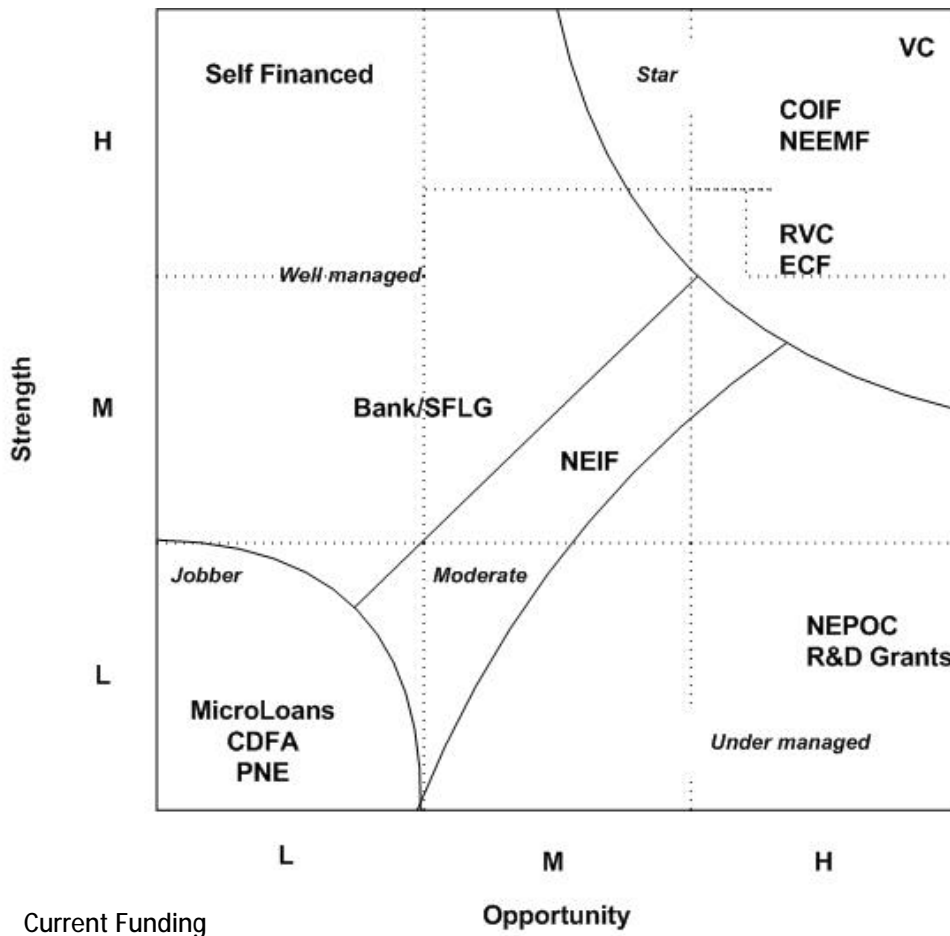 VC
Self Financed
Star
COIF
NEEMF
H
RVC
ECF
Well managed
Strength
M
Bank/SFLG
NEIF
Jobber
Moderate
NEPOC
R&D Grants
L
MicroLoans
CDFA
PNE
Under managed
L
M
H
Opportunity
Current Funding